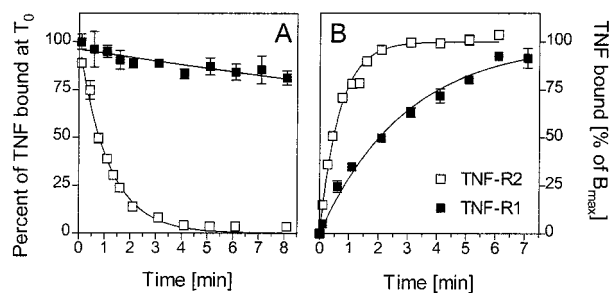 A
B
Percent of TNF bound at T0
100
75
50
25
0
0 1 2 3 4 5 6 7 8
Time [min]
TNF-R2
TNF-R1
0 1 2 3 4 5 6 7
Time [min]
100
75
50
25
0
TNF bound [% of Bmax]